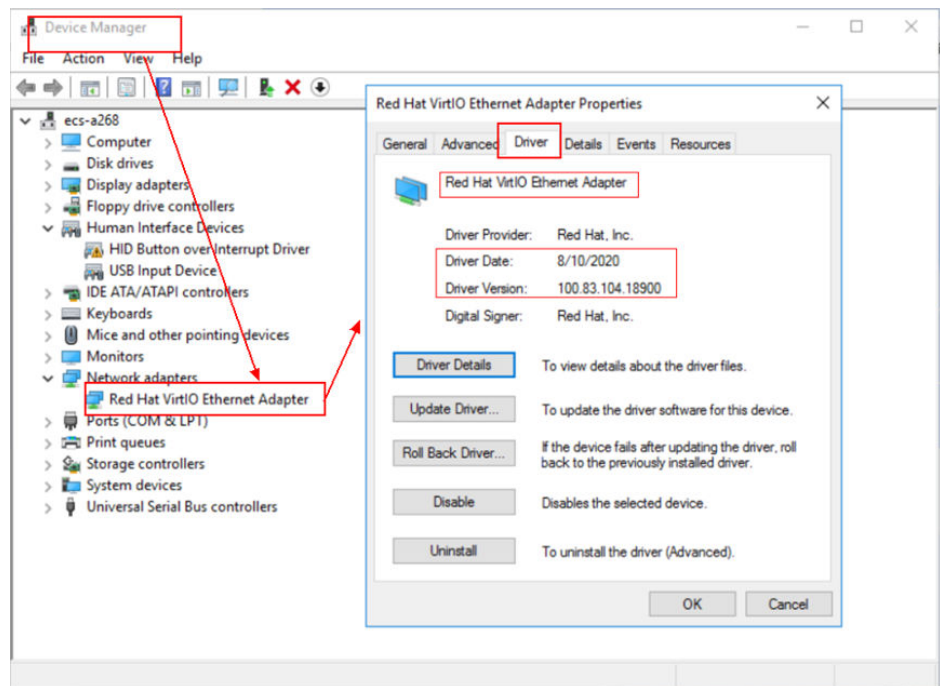 Device Manager
File Action View Help
ecs-a268
Computer
Disk drives
Display adapters
Floppy drive controllers
Human Interface Devices
HID Button over Interrupt Driver
USB Input Device
IDE ATA/ATAPI controllers
Keyboards
Mice and other pointing devices
Monitors
Network adapters
Red Hat VirtIO Ethernet Adapter
Ports (COM & LPT)
Print queues
Storage controllers
System devices
Universal Serial Bus controllers
Red Hat VirtIO Ethernet Adapter Properties
General Advanced Driver Details Events Resources
Red Hat VirtIO Ethernet Adapter
Driver Provider: Red Hat, Inc.
Driver Date: 8/10/2020
Driver Version: 100.83.104.18900
Digital Signer: Red Hat, Inc.
Driver Details To view details about the driver files.
Update Driver... To update the driver software for this device.
Roll Back Driver... If the device fails after updating the driver, roll
back to the previously installed driver.
Disable Disables the selected device.
Uninstall To uninstall the driver (Advanced).
OK Cancel